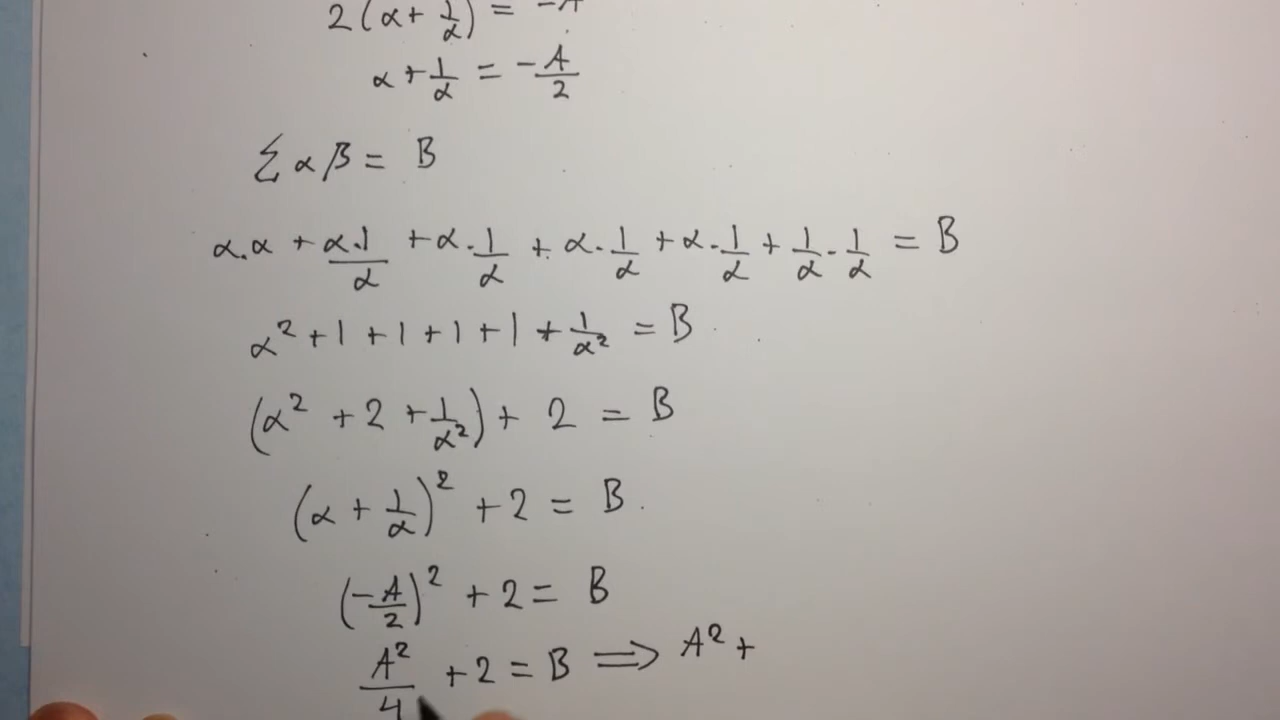 2(α + 1/α) = -A
α + 1/α = -A/2
Σαβ = B
α.α + α.1/α + α.1/α + α.1/α + α.1/α + 1/α.1/α = B
α² + 1 + 1 + 1 + 1 + 1/α² = B
(α² + 2 + 1/α²) + 2 = B
(α + 1/α)² + 2 = B
(-A/2)² + 2 = B
A²/4 + 2 = B ⟹ A² +